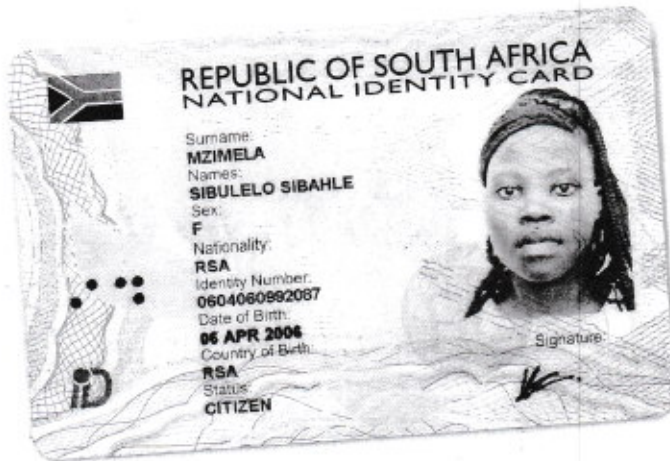 REPUBLIC OF SOUTH AFRICA
NATIONAL IDENTITY CARD
Surname:
MZIMELA
Names:
SIBULELO SIBAHLE
Sex:
F
Nationality:
RSA
Identity Number:
0604060992087
Date of Birth:
06 APR 2006
Country of Birth:
RSA
Status:
CITIZEN
Signature:
iD